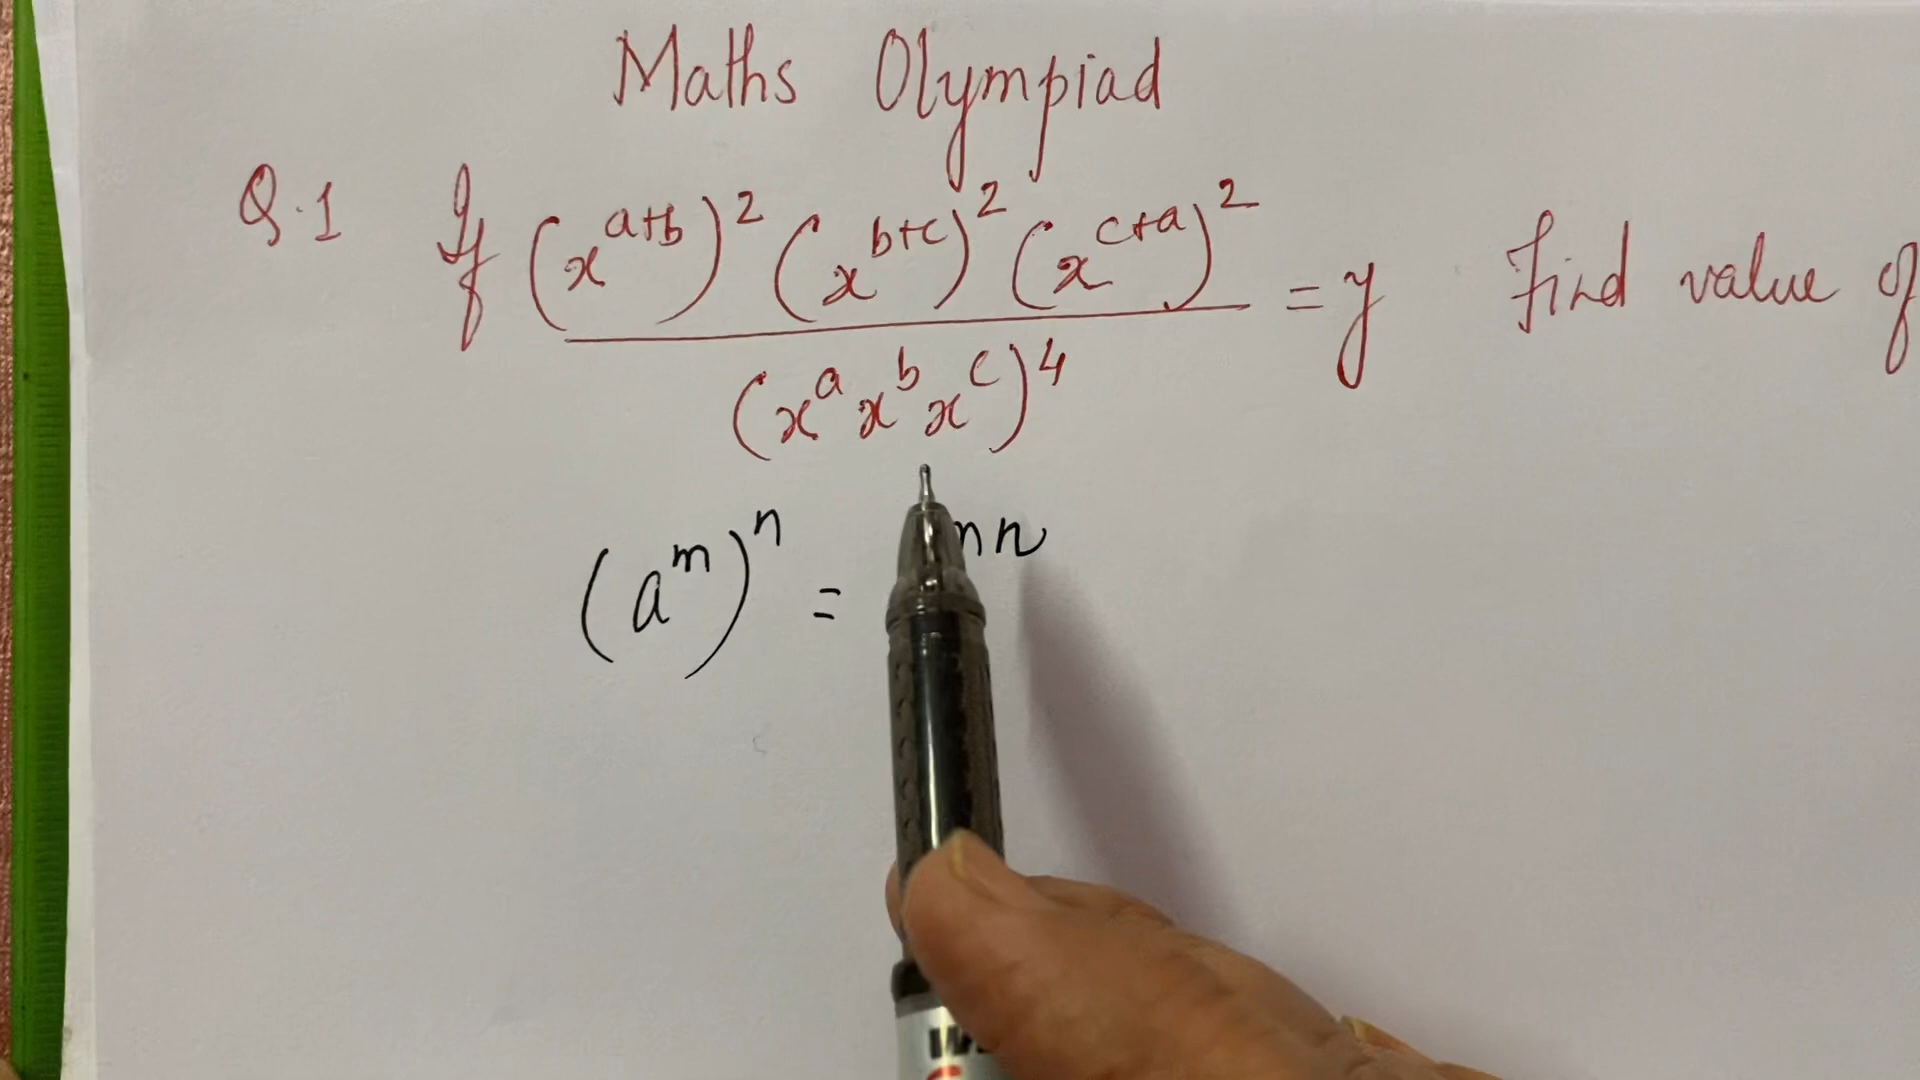 Maths Olympiad
Q.1 If (x^{a+b})^2 (x^{b+c})^2 (x^{c+a})^2 / (x^a x^b x^c)^4 = y Find value of
(a^m)^n = mn